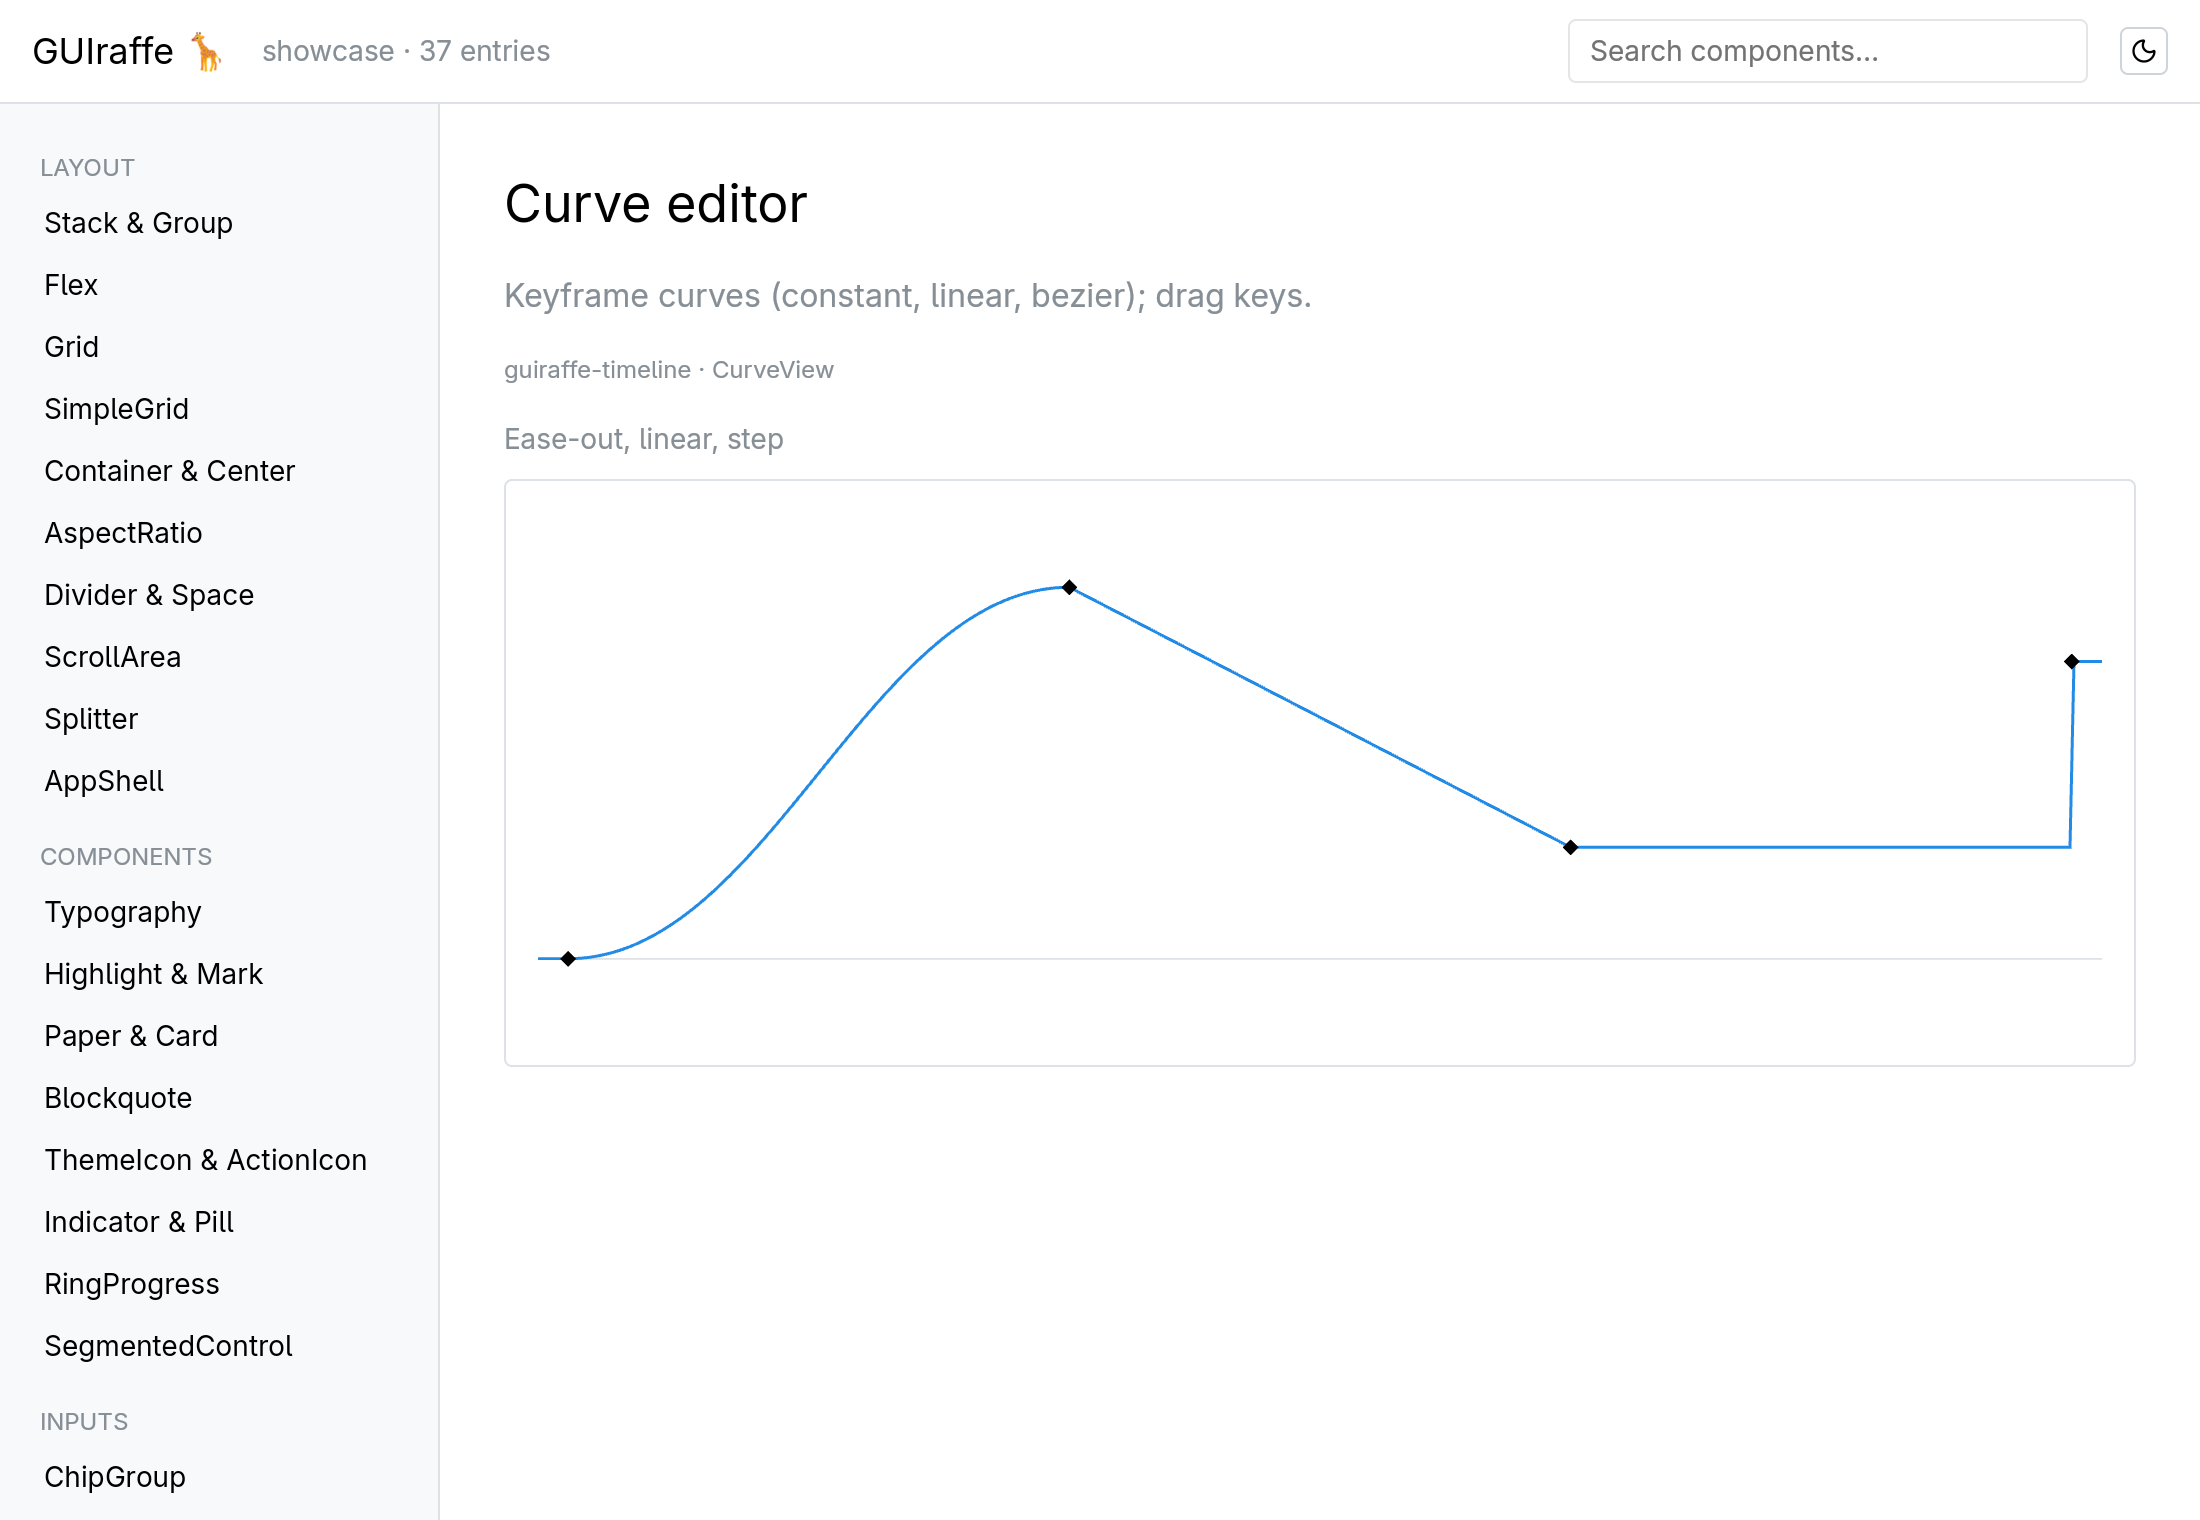 GUIraffe 🦒 showcase · 37 entries Search components...
LAYOUT
Stack & Group
Flex
Grid
SimpleGrid
Container & Center
AspectRatio
Divider & Space
ScrollArea
Splitter
AppShell
COMPONENTS
Typography
Highlight & Mark
Paper & Card
Blockquote
ThemeIcon & ActionIcon
Indicator & Pill
RingProgress
SegmentedControl
INPUTS
ChipGroup
Curve editor
Keyframe curves (constant, linear, bezier); drag keys.
guiraffe-timeline · CurveView
Ease-out, linear, step